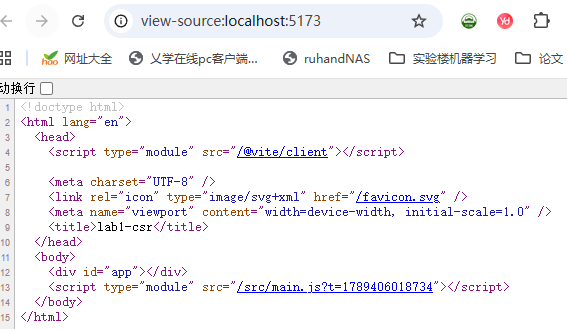 view-source:localhost:5173
hao 网址大全 乂学在线pc客户端... ruhandNAS 实验楼机器学习 论文
动换行
1 <!doctype html>
2 <html lang="en">
3 <head>
4 <script type="module" src="/@vite/client"></script>
5
6 <meta charset="UTF-8" />
7 <link rel="icon" type="image/svg+xml" href="/favicon.svg" />
8 <meta name="viewport" content="width=device-width, initial-scale=1.0" />
9 <title>lab1-csr</title>
10 </head>
11 <body>
12 <div id="app"></div>
13 <script type="module" src="/src/main.js?t=1789406018734"></script>
14 </body>
15 </html>